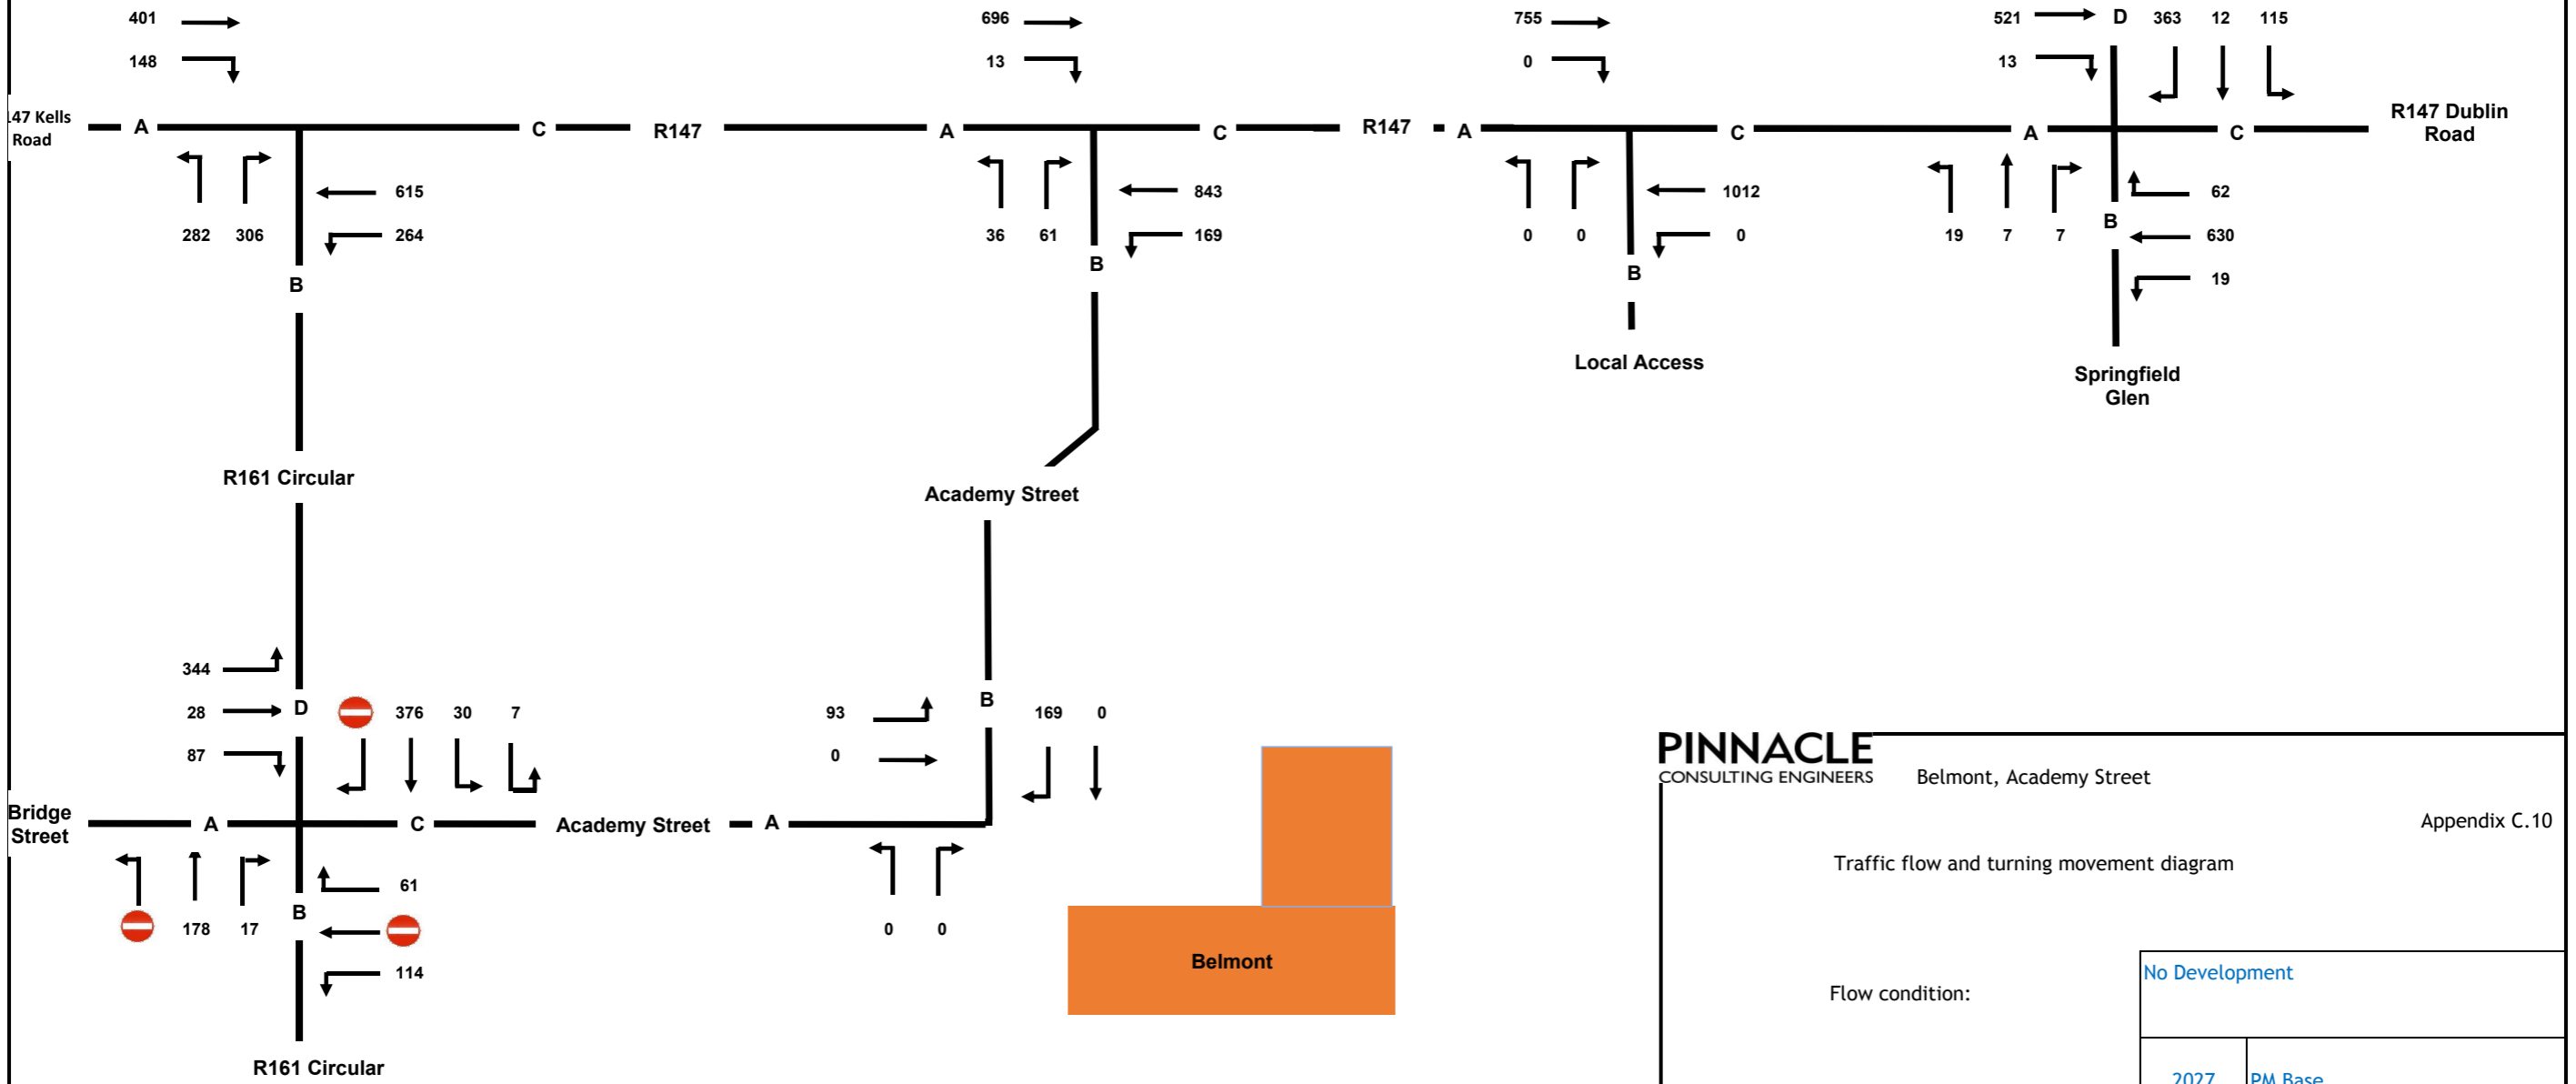 401
696
755
521
D
363
12
115
148
13
0
13
147 Kells
Road
A
C
R147
A
C
R147
A
C
A
C
R147 Dublin
Road
615
843
1012
62
282
306
264
36
61
169
0
0
0
19
7
7
B
630
B
B
B
19
Local Access
Springfield
Glen
R161 Circular
Academy Street
344
28
D
376
30
7
93
B
169
0
87
0
Bridge
Street
A
C
Academy Street
A
61
178
17
B
0
0
114
Belmont
R161 Circular
PINNACLE
CONSULTING ENGINEERS
Belmont, Academy Street
Appendix C.10
Traffic flow and turning movement diagram
No Development
Flow condition:
2027
PM Base